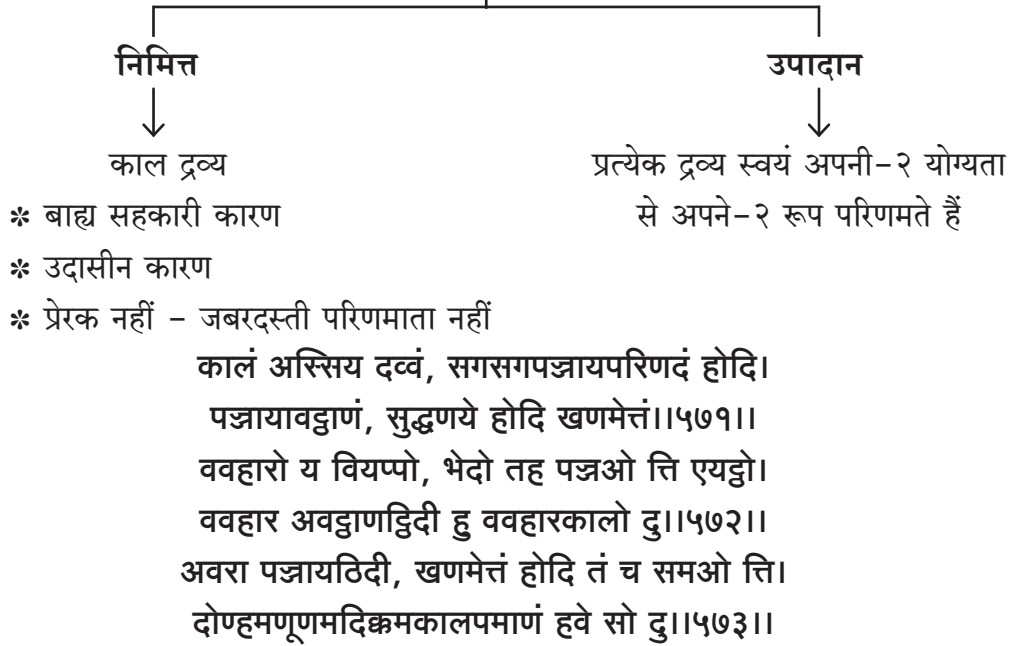 निमित्त
उपादान
काल द्रव्य
प्रत्येक द्रव्य स्वयं अपनी-२ योग्यता
से अपने-२ रूप परिणमते हैं
* बाह्य सहकारी कारण
* उदासीन कारण
* प्रेरक नहीं - जबरदस्ती परिणमाता नहीं
कालं अस्सिय दव्वं, सगसगपज्जायपरिणदं होदि।
पज्जायावट्ठाणं, सुद्धणये होदि खणमेत्तं।।५७१।।
ववहारो य वियप्पो, भेदो तह पज्जओ त्ति एयट्ठो।
ववहार अवट्ठाणट्ठिदी हु ववहारकालो दु।।५७२।।
अवरा पज्जायठिदी, खणमेत्तं होदि तं च समओ त्ति।
दोण्हमणूणमदिक्कमकालपमाणं हवे सो दु।।५७३।।